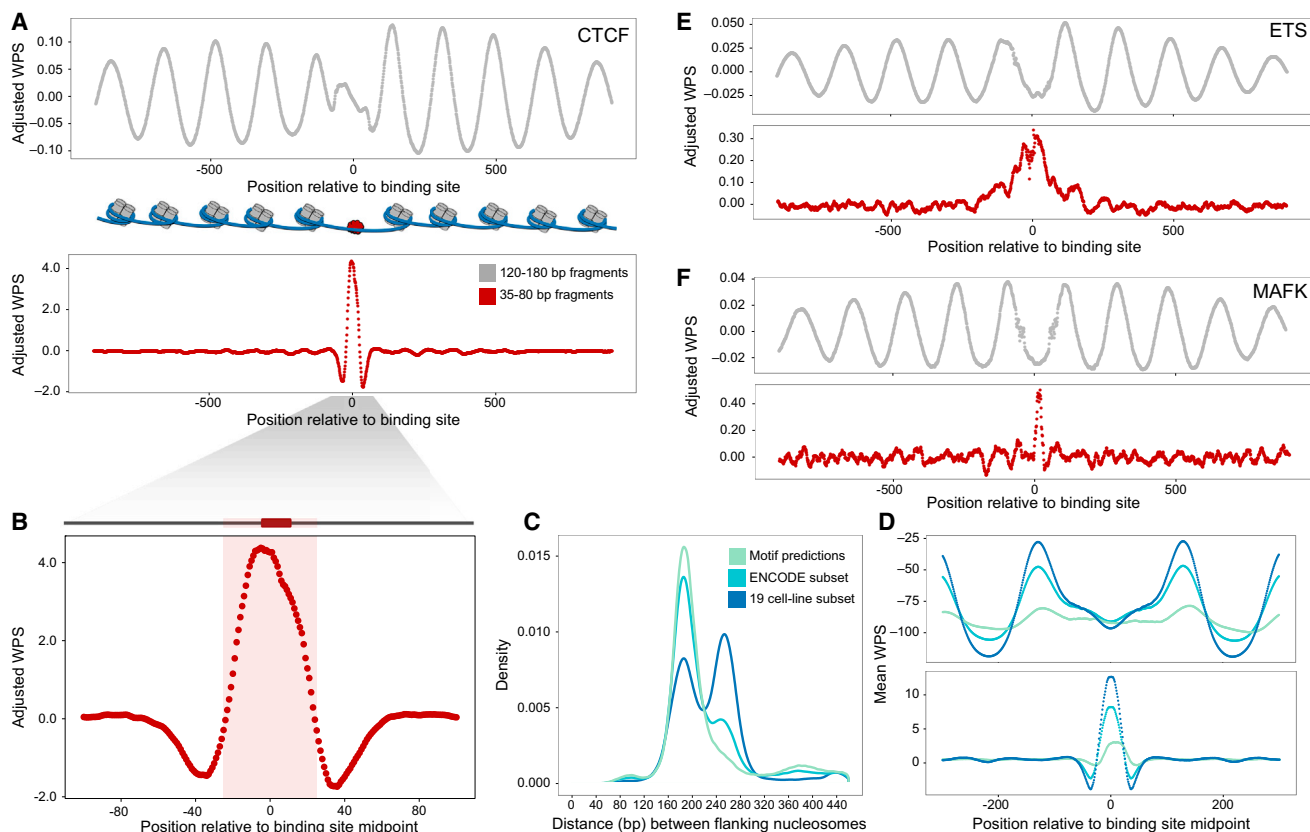 A
CTCF
Adjusted WPS
0.10
0.05
0.00
−0.05
−0.10
-500
0
500
Position relative to binding site
Adjusted WPS
4.0
2.0
0.0
−2.0
120-180 bp fragments
35-80 bp fragments
-500
0
500
Position relative to binding site
B
Adjusted WPS
4.0
2.0
0.0
-2.0
-80
-40
0
40
80
Position relative to binding site midpoint
C
Density
0.015
0.010
0.005
0.000
Motif predictions
ENCODE subset
19 cell-line subset
0 40 80 120 160 200 240 280 320 360 400 460
Distance (bp) between flanking nucleosomes
D
Mean WPS
−25
−50
−75
−100
10
5
0
-200
0
200
Position relative to binding site midpoint
E
ETS
Adjusted WPS
0.050
0.025
0.000
−0.025
Adjusted WPS
0.30
0.20
0.10
0.00
-500
0
500
Position relative to binding site
F
MAFK
Adjusted WPS
0.04
0.02
0.00
−0.02
Adjusted WPS
0.40
0.20
0.00
-500
0
500
Position relative to binding site